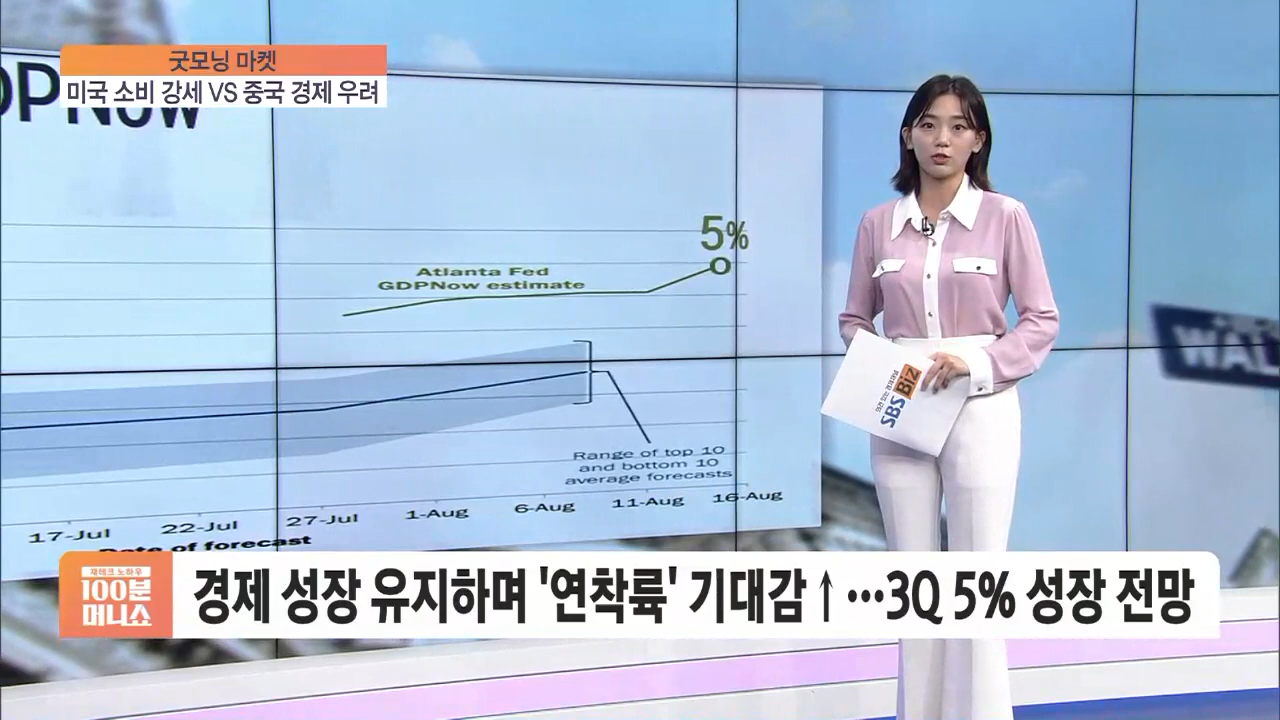 굿모닝 마켓
미국 소비 강세 VS 중국 경제 우려
DPNow
5%
Atlanta Fed
GDPNow estimate
Range of top 10
and bottom 10
average forecasts
17-Jul 22-Jul 27-Jul 1-Aug 6-Aug 11-Aug 16-Aug
Date of forecast
WAL
SBS Biz
재테크 노하우
100분
머니쇼
경제 성장 유지하며 '연착륙' 기대감↑…3Q 5% 성장 전망